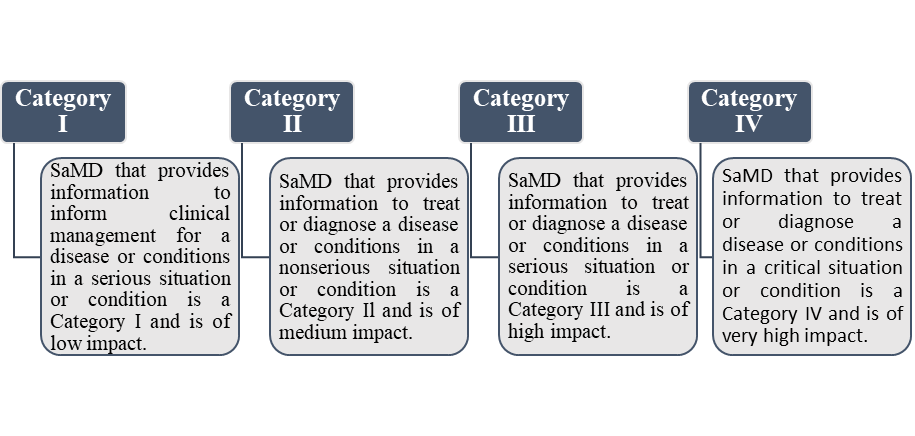 Category
I
SaMD that provides
information to
inform clinical
management for a
disease or conditions
in a serious situation
or condition is a
Category I and is of
low impact.
Category
II
SaMD that provides
information to treat
or diagnose a disease
or conditions in a
nonserious situation
or condition is a
Category II and is of
medium impact.
Category
III
SaMD that provides
information to treat
or diagnose a disease
or conditions in a
serious situation or
condition is a
Category III and is of
high impact.
Category
IV
SaMD that provides
information to treat
or diagnose a
disease or conditions
in a critical situation
or condition is a
Category IV and is of
very high impact.